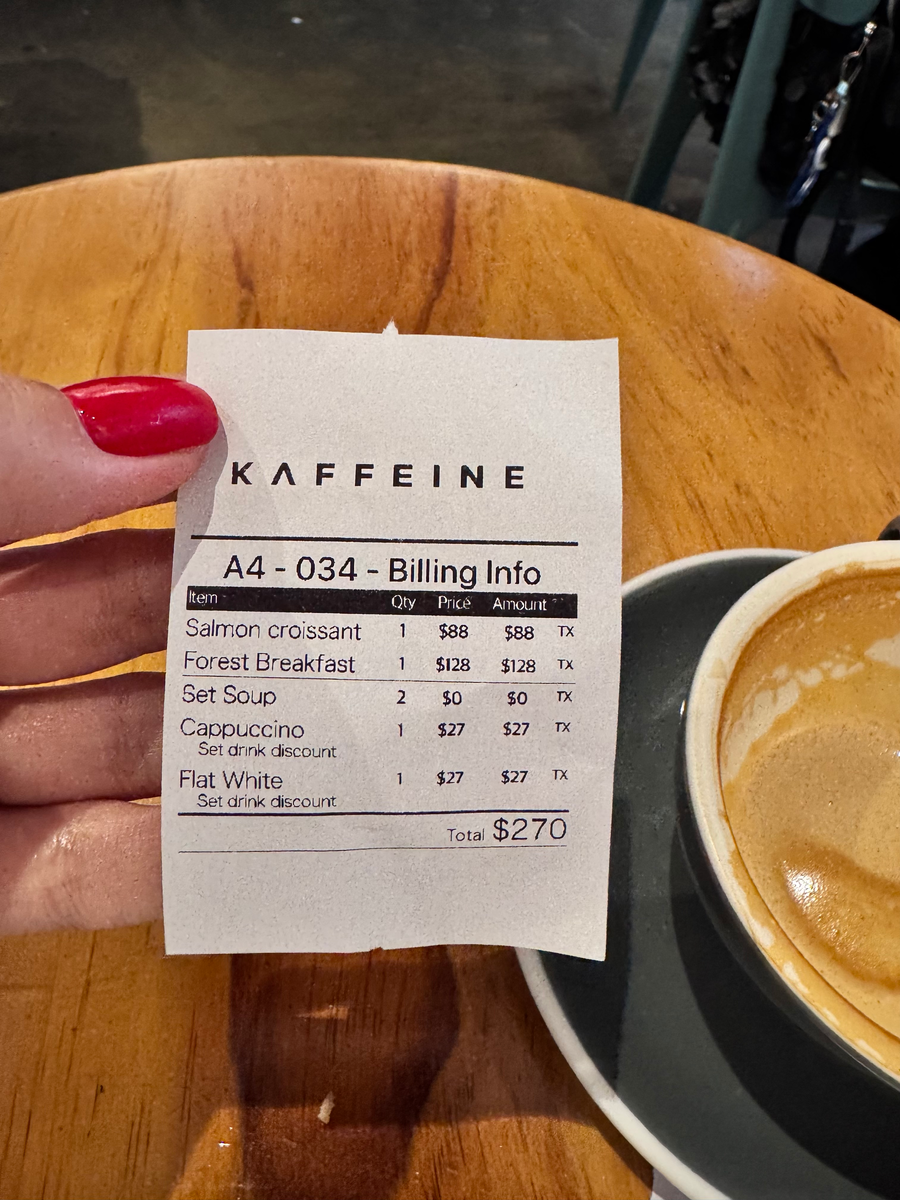 KAFFEINE
A4 - 034 - Billing Info
Item Qty Price Amount
Salmon croissant 1 $88 $88 TX
Forest Breakfast 1 $128 $128 TX
Set Soup 2 $0 $0 TX
Cappuccino 1 $27 $27 TX
Set drink discount
Flat White 1 $27 $27 TX
Set drink discount
Total $270